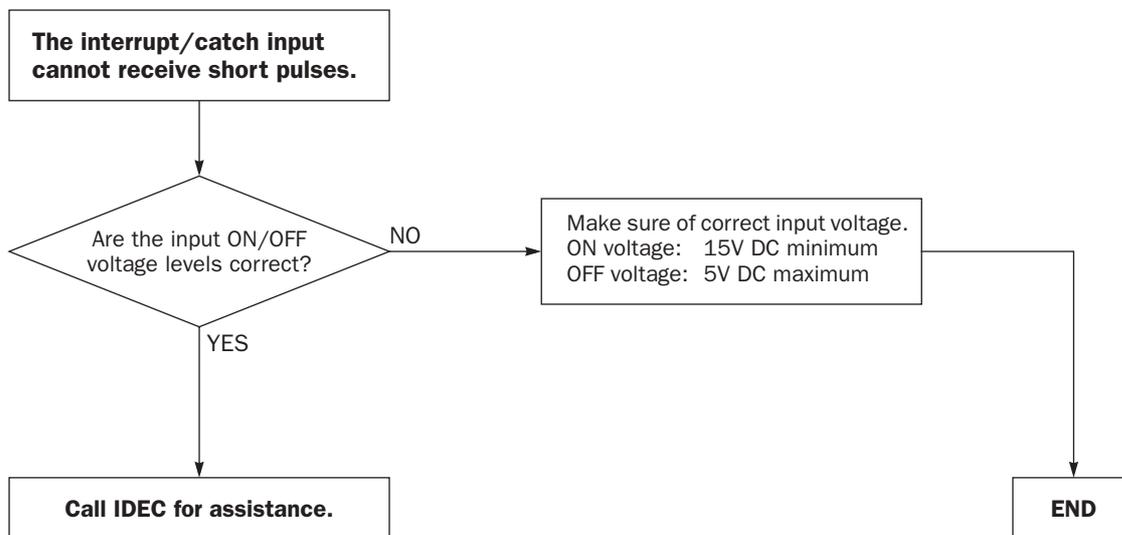 The interrupt/catch input
cannot receive short pulses.
Are the input ON/OFF
voltage levels correct?
NO
Make sure of correct input voltage.
ON voltage: 15V DC minimum
OFF voltage: 5V DC maximum
YES
Call IDEC for assistance.
END